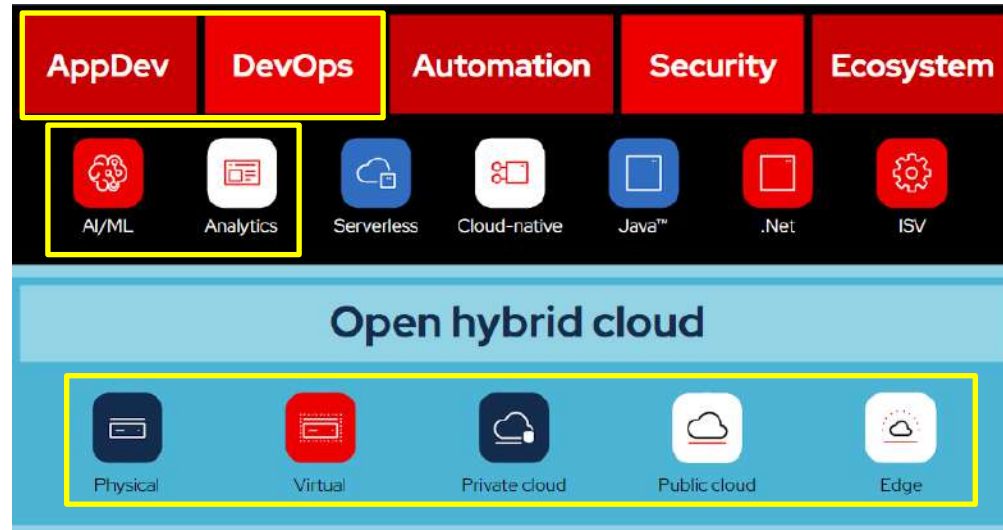 AppDev DevOps Automation Security Ecosystem
AI/ML Analytics Serverless Cloud-native Java™ .Net ISV
Open hybrid cloud
Physical Virtual Private cloud Public cloud Edge